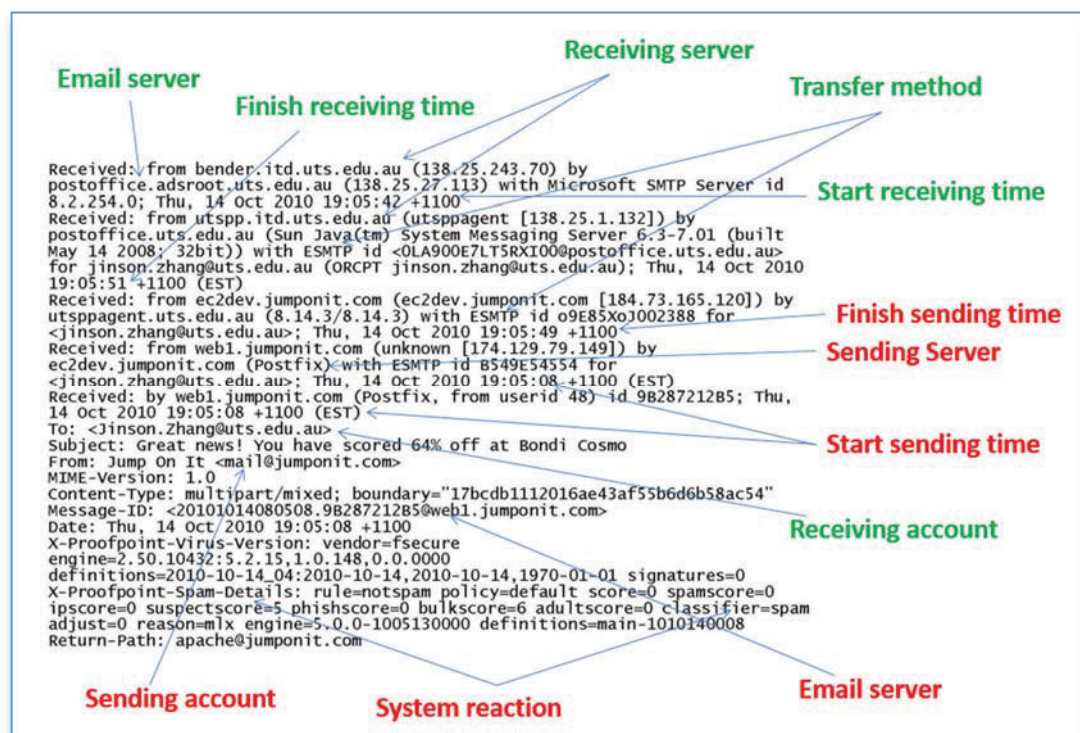 Receiving server
Email server
Transfer method
Finish receiving time
Received: from bender.itd.uts.edu.au (138.25.243.70) by
postoffice.adsroot.uts.edu.au (138.25.27.113) with Microsoft SMTP Server id
8.2.254.0; Thu, 14 Oct 2010 19:05:42 +1100
Start receiving time
Received: from utspp.itd.uts.edu.au (utsppagent [138.25.1.132]) by
postoffice.uts.edu.au (Sun Java(tm) System Messaging Server 6.3-7.01 (built
May 14 2008; 32bit)) with ESMTP id <0LA900E7LT5RXI00@postoffice.uts.edu.au>
for jinson.zhang@uts.edu.au (ORCPT jinson.zhang@uts.edu.au); Thu, 14 Oct 2010
19:05:51 +1100 (EST)
Received: from ec2dev.jumponit.com (ec2dev.jumponit.com [184.73.165.120]) by
utsppagent.uts.edu.au (8.14.3/8.14.3) with ESMTP id o9E85XoJ002388 for
<jinson.zhang@uts.edu.au>; Thu, 14 Oct 2010 19:05:49 +1100
Finish sending time
Received: from web1.jumponit.com (unknown [174.129.79.149]) by
Sending Server
ec2dev.jumponit.com (Postfix) with ESMTP id B549E54554 for
<jinson.zhang@uts.edu.au>; Thu, 14 Oct 2010 19:05:08 +1100 (EST)
Received: by web1.jumponit.com (Postfix, from userid 48) id 9B287212B5; Thu,
14 Oct 2010 19:05:08 +1100 (EST)
To: <Jinson.Zhang@uts.edu.au>
Start sending time
Subject: Great news! You have scored 64% off at Bondi Cosmo
From: Jump On It <mail@jumponit.com>
MIME-Version: 1.0
Content-Type: multipart/mixed; boundary="17bcdb1112016ae43af55b6d6b58ac54"
Message-ID: <20101014080508.9B287212B5@web1.jumponit.com>
Receiving account
Date: Thu, 14 Oct 2010 19:05:08 +1100
X-Proofpoint-Virus-Version: vendor=fsecure
engine=2.50.10432:5.2.15,1.0.148,0.0.0000
definitions=2010-10-14_04:2010-10-14,2010-10-14,1970-01-01 signatures=0
X-Proofpoint-Spam-Details: rule=notspam policy=default score=0 spamscore=0
ipscore=0 suspectscore=5 phishscore=0 bulkscore=6 adultscore=0 classifier=spam
adjust=0 reason=mlx engine=5.0.0-1005130000 definitions=main-1010140008
Return-Path: apache@jumponit.com
Sending account
System reaction
Email server